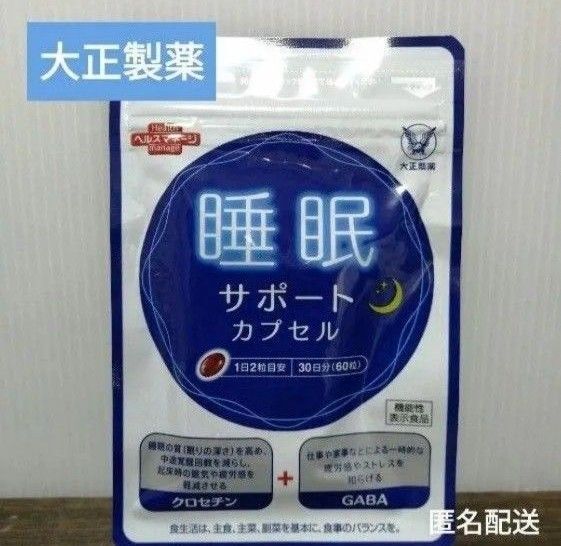 大正製薬
Health
ヘルスマネージ
manage
大正製薬
睡眠
サポート
カプセル
1日2粒目安 30日分(60粒)
機能性
表示食品
睡眠の質(眠りの深さ)を高め、
中途覚醒回数を減らし、
起床時の眠気や疲労感を
軽減させる
クロセチン
+
仕事や家事などによる一時的な
疲労感やストレスを
和らげる
GABA
食生活は、主食、主菜、副菜を基本に、食事のバランスを。
匿名配送